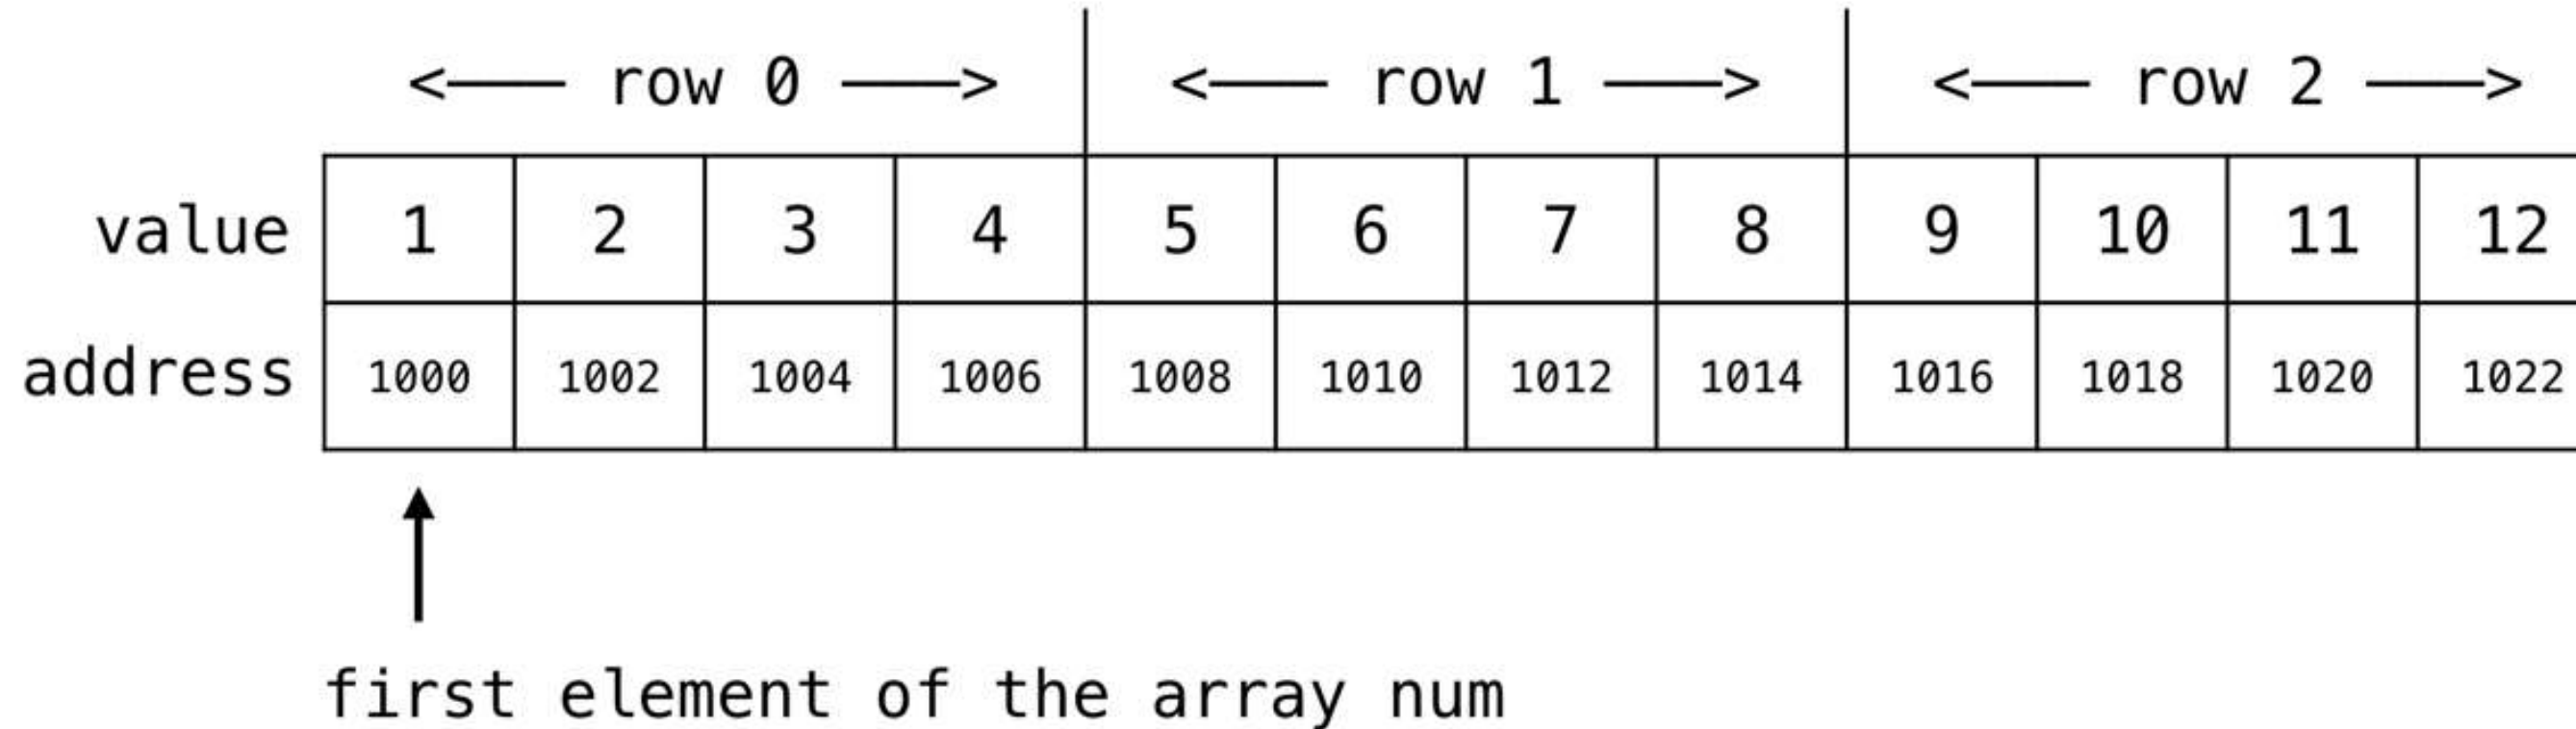 <—— row 0 ——> <—— row 1 ——> <—— row 2 ——>
value 1 2 3 4 5 6 7 8 9 10 11 12
address 1000 1002 1004 1006 1008 1010 1012 1014 1016 1018 1020 1022
first element of the array num